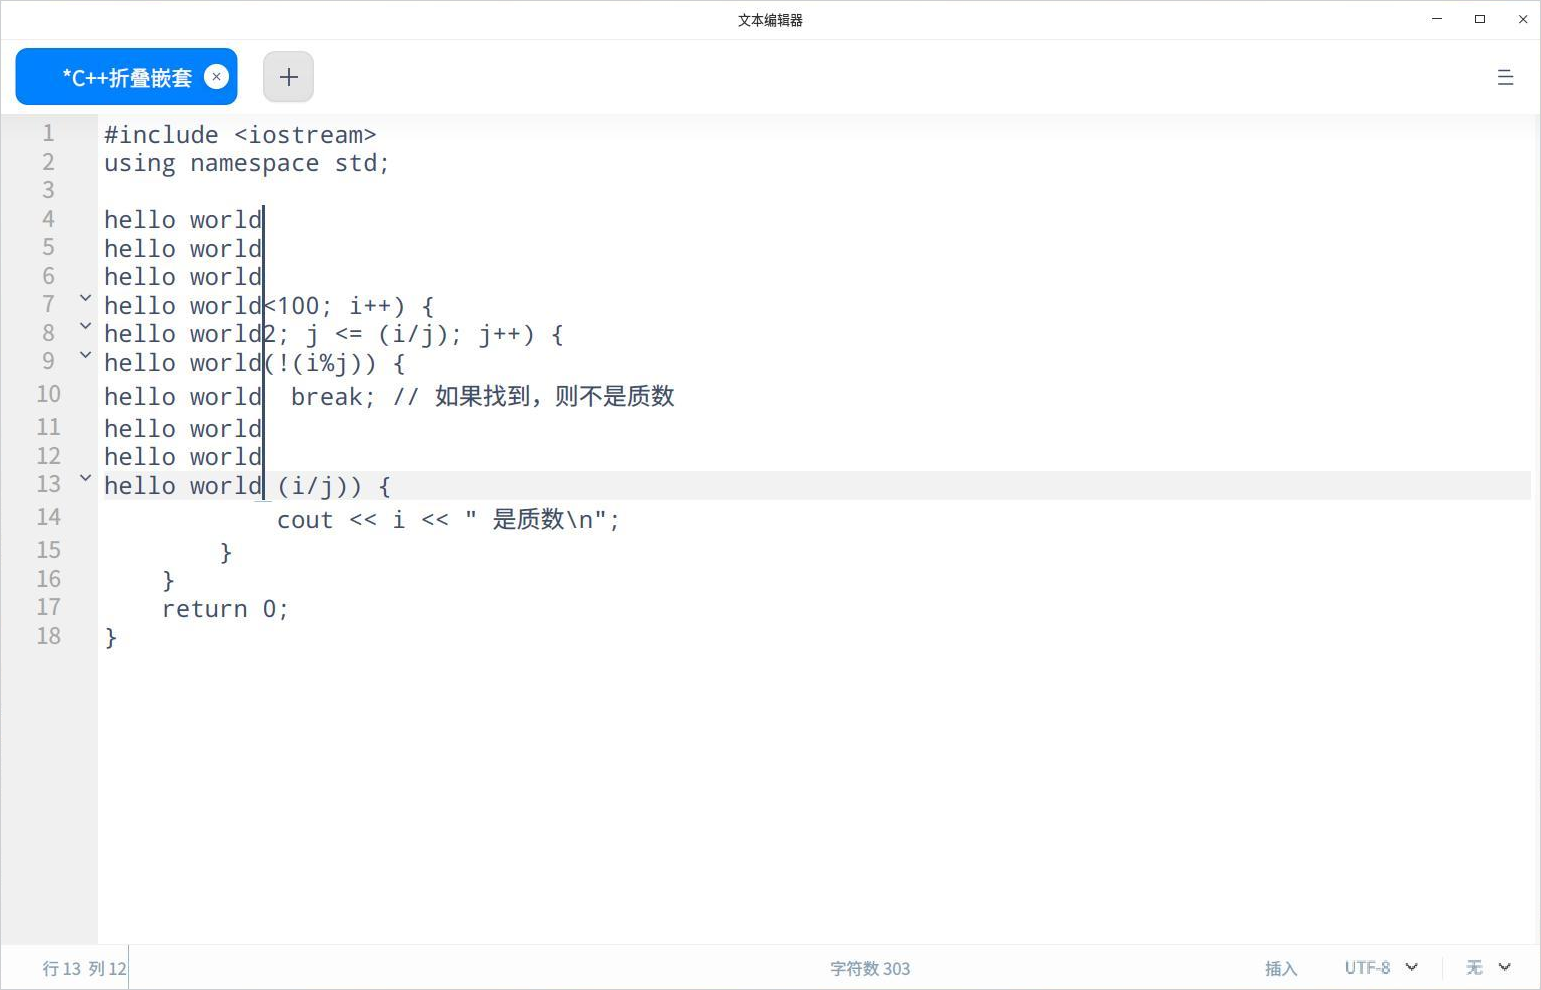 文本编辑器
*C++折叠嵌套
1 #include <iostream>
2 using namespace std;
3
4 hello world
5 hello world
6 hello world
7 hello world<100; i++) {
8 hello world2; j <= (i/j); j++) {
9 hello world(!(i%j)) {
10 hello world  break; // 如果找到，则不是质数
11 hello world
12 hello world
13 hello world (i/j)) {
14             cout << i << " 是质数\n";
15         }
16     }
17     return 0;
18 }
行 13 列 12 字符数 303 插入 UTF-8 无